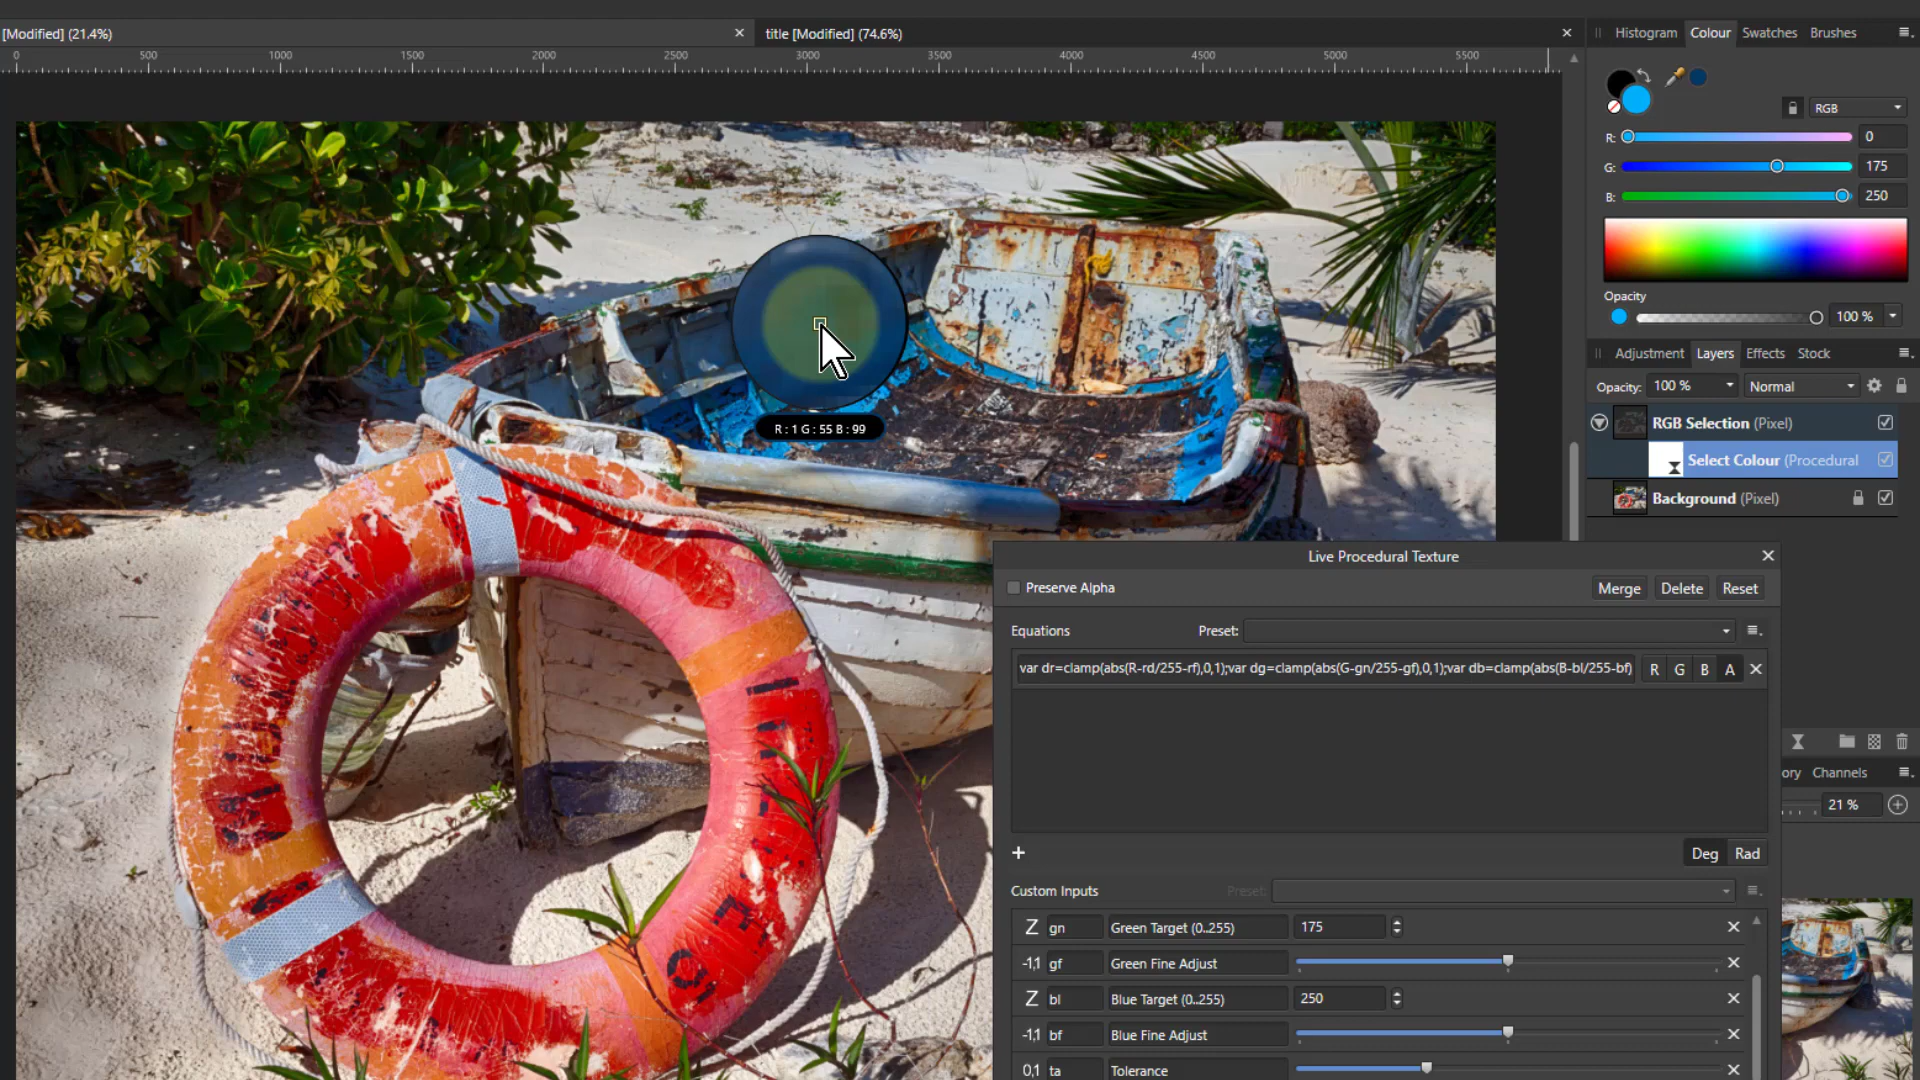 [Modified] (21.4%)
title [Modified] (74.6%)
Histogram Colour Swatches Brushes
0 500 1000 1500 2000 2500 3000 3500 4000 4500 5000 5500
RGB
R: 0
G: 175
B: 250
Opacity
100 %
Adjustment Layers Effects Stock
Opacity: 100 % Normal
RGB Selection (Pixel)
Select Colour (Procedural
Background (Pixel)
R : 1 G : 55 B : 99
Live Procedural Texture
Preserve Alpha Merge Delete Reset
Equations Preset:
var dr=clamp(abs(R-rd/255-rf),0,1);var dg=clamp(abs(G-gn/255-gf),0,1);var db=clamp(abs(B-bl/255-bf) R G B A
ory Channels
21 %
Deg Rad
Custom Inputs Preset:
Z gn Green Target (0..255) 175
-1,1 gf Green Fine Adjust
Z bl Blue Target (0..255) 250
-1,1 bf Blue Fine Adjust
0,1 ta Tolerance